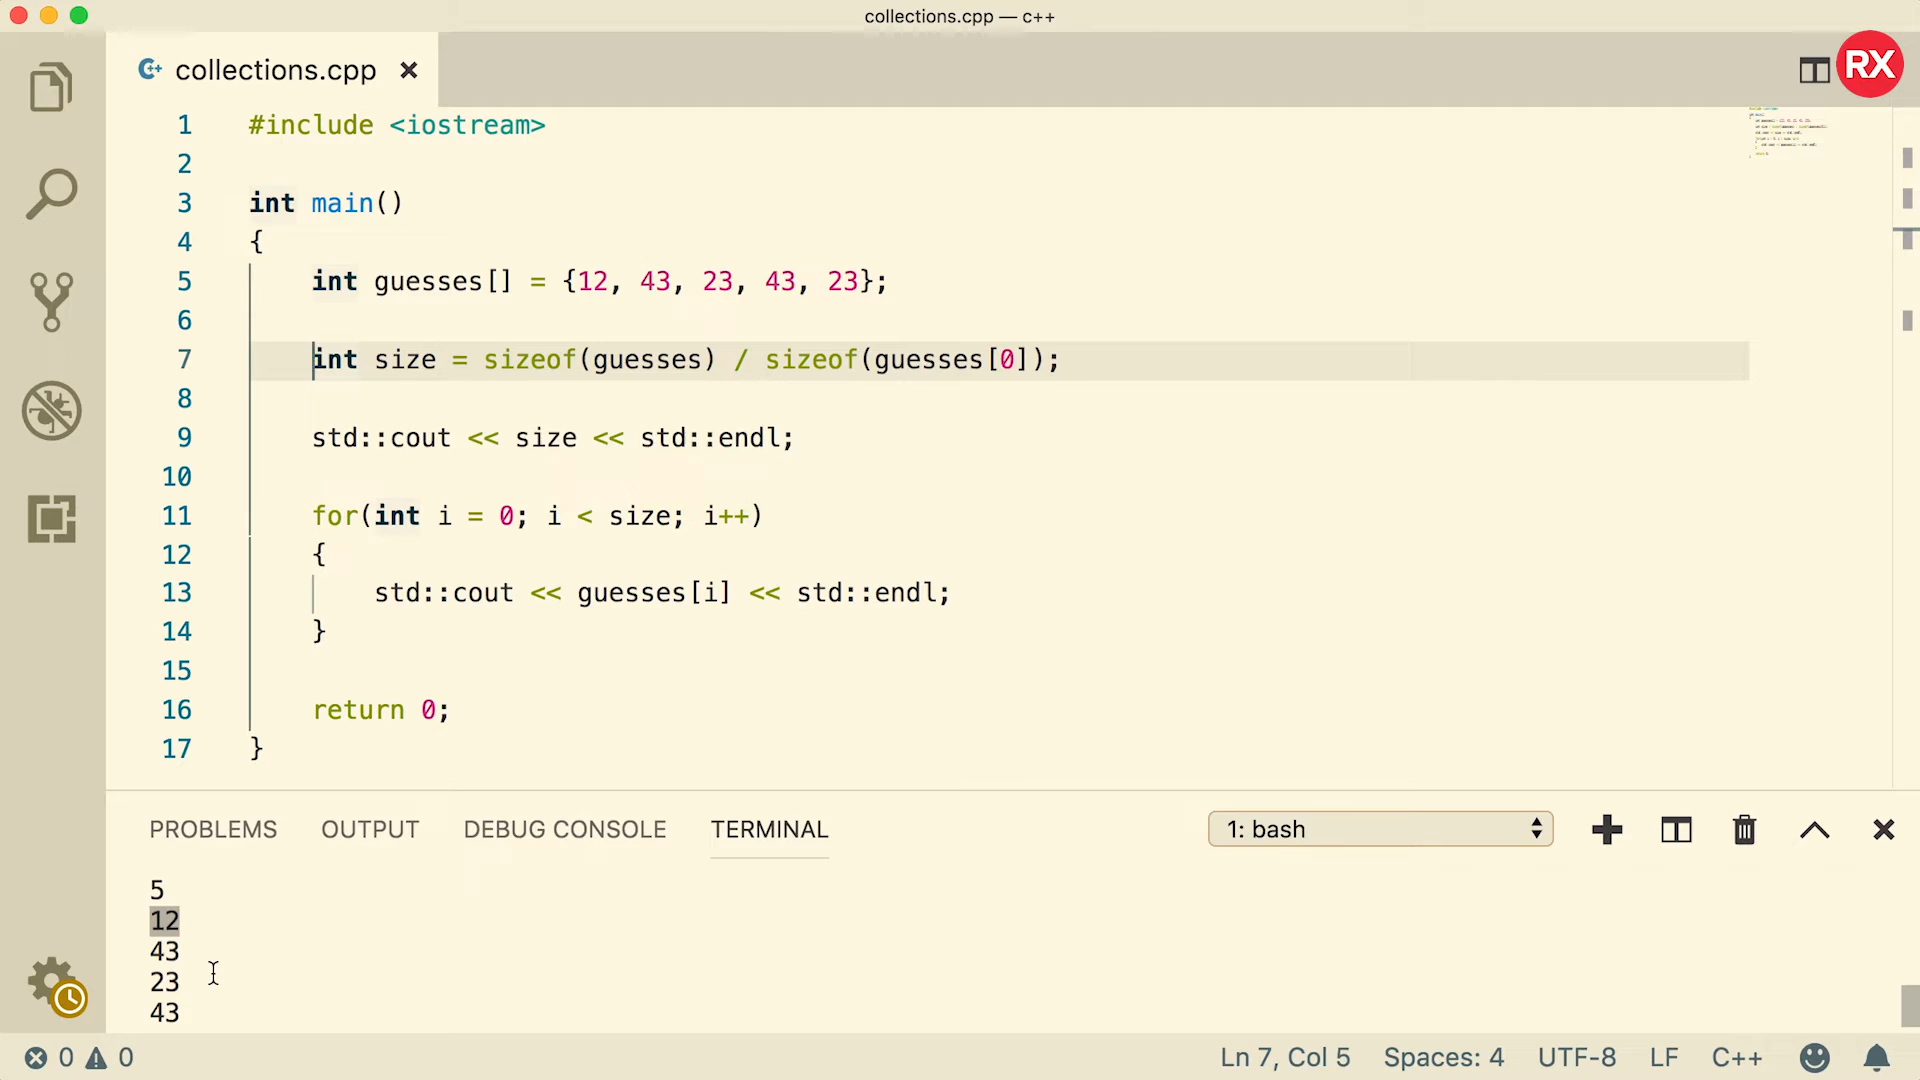 collections.cpp — c++
collections.cpp
RX
1 #include <iostream>
2
3 int main()
4 {
5 int guesses[] = {12, 43, 23, 43, 23};
6
7 int size = sizeof(guesses) / sizeof(guesses[0]);
8
9 std::cout << size << std::endl;
10
11 for(int i = 0; i < size; i++)
12 {
13 std::cout << guesses[i] << std::endl;
14 }
15
16 return 0;
17 }
PROBLEMS OUTPUT DEBUG CONSOLE TERMINAL 1: bash
5
12
43
23
43
0 0 Ln 7, Col 5 Spaces: 4 UTF-8 LF C++